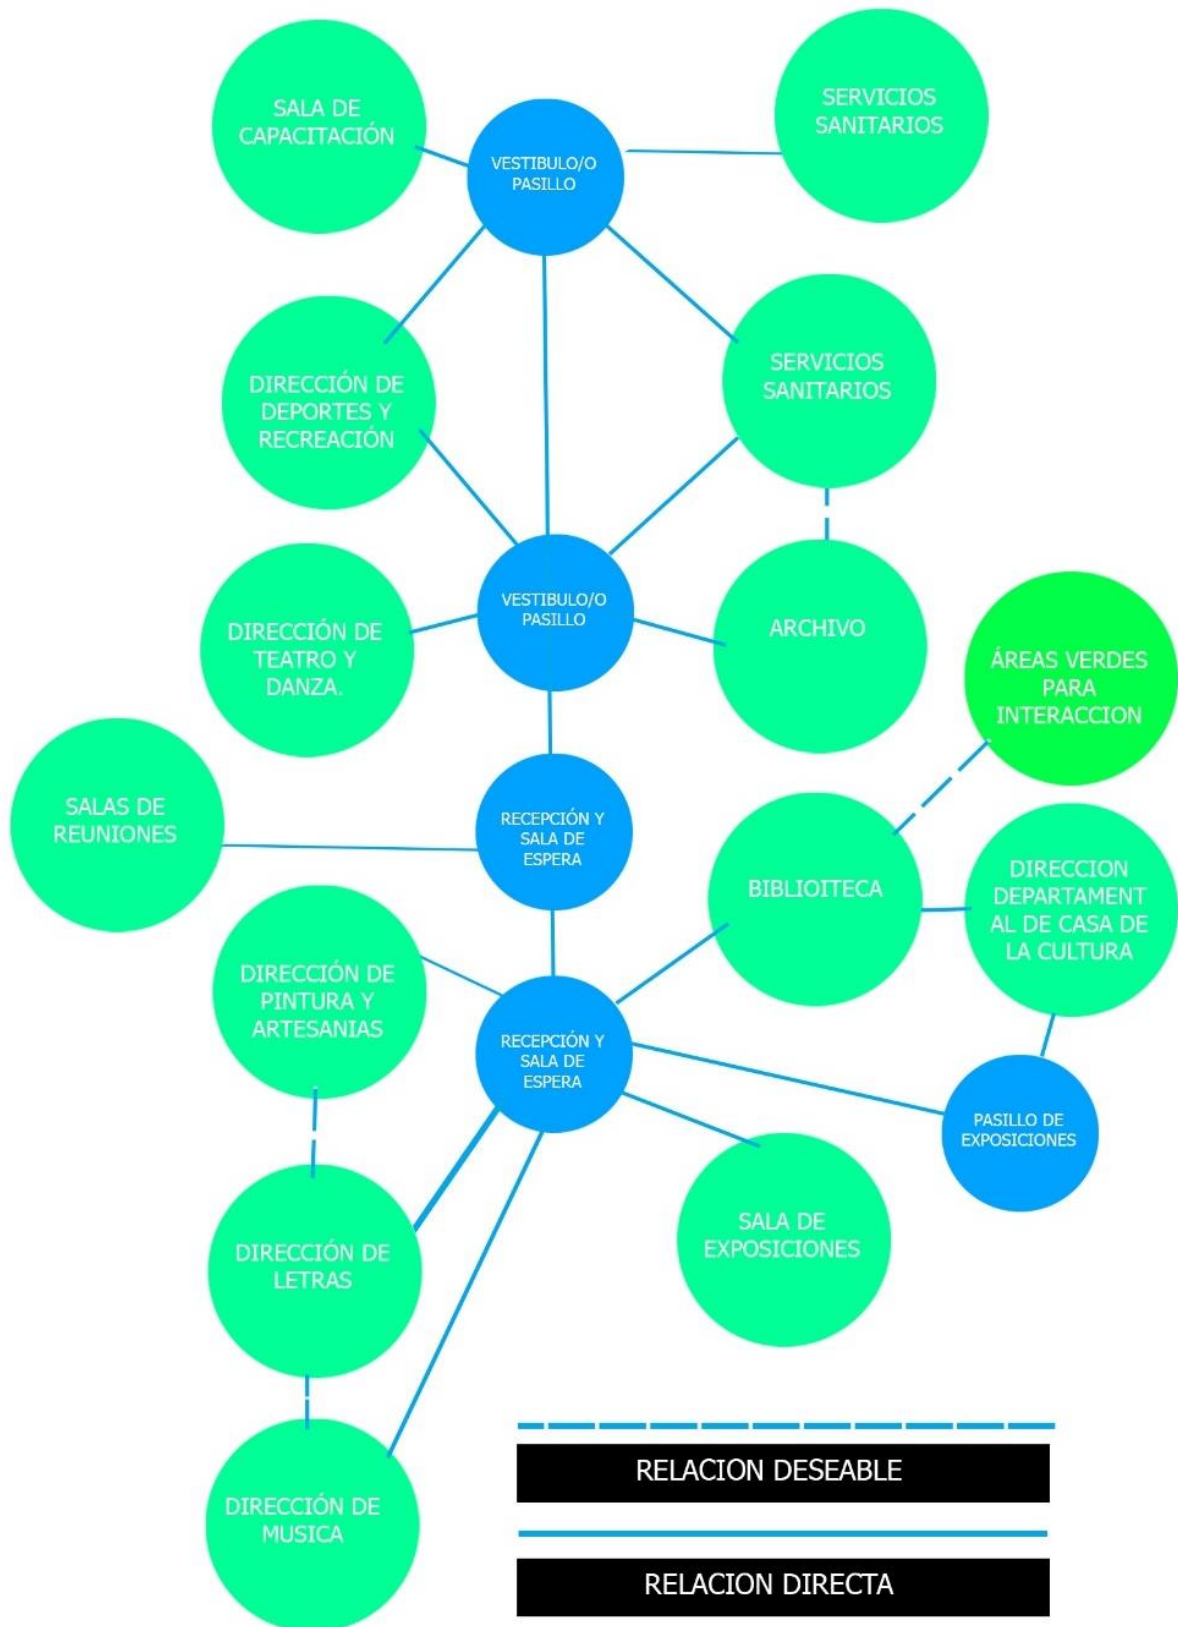 SALA DE
CAPACITACIÓN
VESTIBULO/O
PASILLO
SERVICIOS
SANITARIOS
DIRECCIÓN DE
DEPORTES Y
RECREACIÓN
SERVICIOS
SANITARIOS
DIRECCIÓN DE
TEATRO Y
DANZA.
VESTIBULO/O
PASILLO
ARCHIVO
ÁREAS VERDES
PARA
INTERACCION
SALAS DE
REUNIONES
RECEPCIÓN Y
SALA DE
ESPERA
BIBLIOITECA
DIRECCION
DEPARTAMENT
AL DE CASA DE
LA CULTURA
DIRECCIÓN DE
PINTURA Y
ARTESANIAS
RECEPCIÓN Y
SALA DE
ESPERA
PASILLO DE
EXPOSICIONES
SALA DE
EXPOSICIONES
DIRECCIÓN DE
LETRAS
DIRECCIÓN DE
MUSICA
RELACION DESEABLE
RELACION DIRECTA